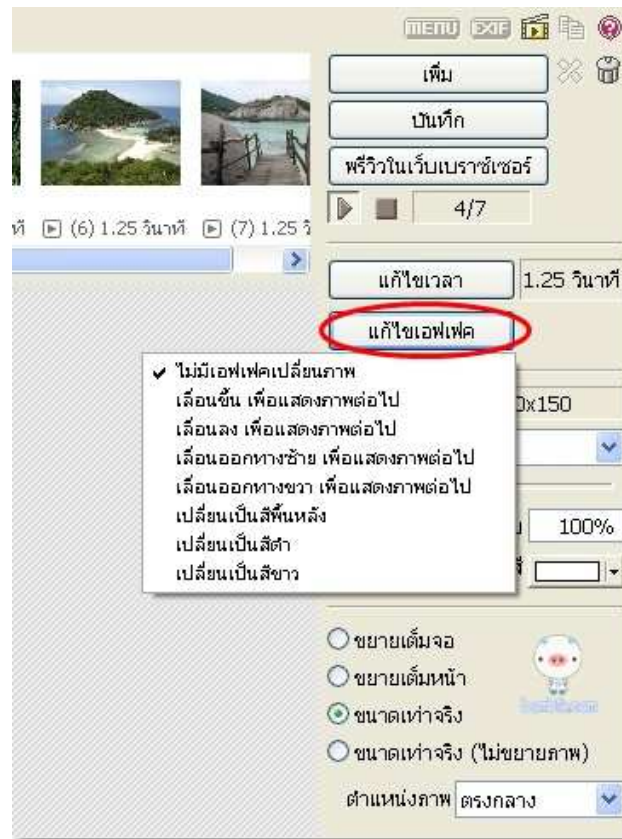 MENU EXIF
เพิ่ม
บันทึก
พรีวิวในเว็บเบราซ์เซอร์
4/7
ที (6) 1.25 วินาที (7) 1.25 วิ
แก้ไขเวลา 1.25 วินาที
แก้ไขเอฟเฟค
ไม่มีเอฟเฟคเปลี่ยนภาพ
เลื่อนขึ้น เพื่อแสดงภาพต่อไป
0x150
เลื่อนลง เพื่อแสดงภาพต่อไป
เลื่อนออกทางซ้าย เพื่อแสดงภาพต่อไป
เลื่อนออกทางขวา เพื่อแสดงภาพต่อไป
เปลี่ยนเป็นสีพื้นหลัง
100%
เปลี่ยนเป็นสีดำ
เปลี่ยนเป็นสีขาว
ขยายเต็มจอ
ขยายเต็มหน้า
ขนาดเท่าจริง
ขนาดเท่าจริง (ไม่ขยายภาพ)
ตำแหน่งภาพ ตรงกลาง